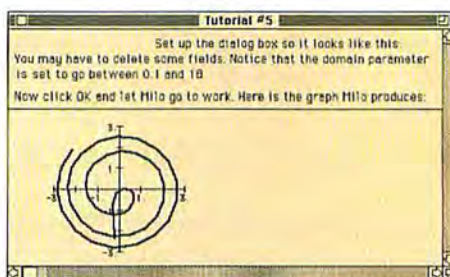 Tutorial #5
Set up the dialog box so it looks like this:
You may have to delete some fields. Notice that the domain parameter
is set to go between 0.1 and 18
Now click OK and let Milo go to work. Here is the graph Milo produces:
3
1
-3 -1 1 3
-3